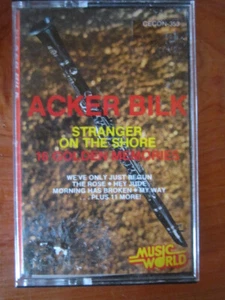 ACKER BILK
STRANGER
ON THE SHORE
16 GOLDEN MEMORIES
WE'VE ONLY JUST BEGUN
THE ROSE • HEY JUDE
MORNING HAS BROKEN • MY WAY
PLUS 11 MORE!
MUSIC
WORLD